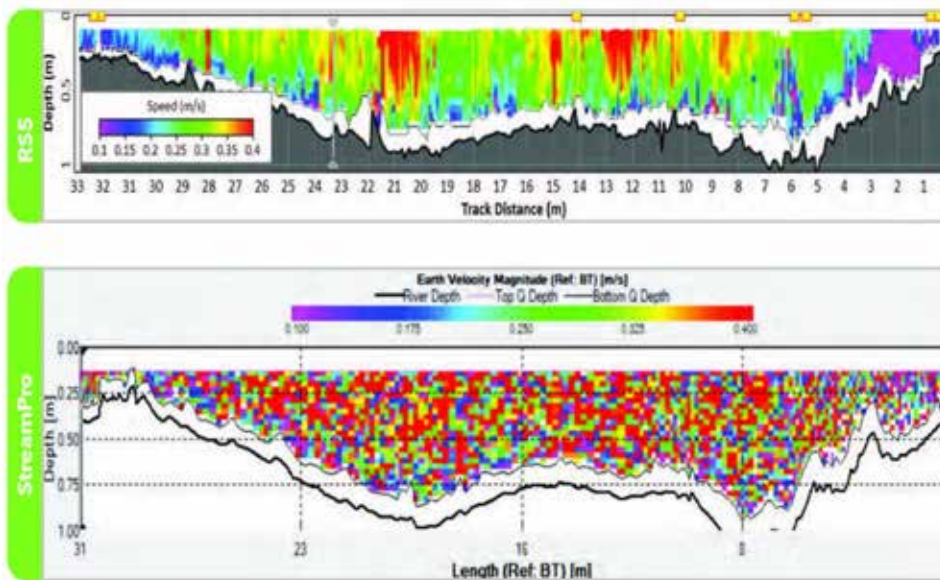 RSS
Depth (m)
0
0.5
1
Speed (m/s)
0.1 0.15 0.2 0.25 0.3 0.35 0.4
33 32 31 30 29 28 27 26 25 24 23 22 21 20 19 18 17 16 15 14 13 12 11 10 9 8 7 6 5 4 3 2 1
Track Distance (m)
StreamPro
Earth Velocity Magnitude (Ref: BT) [m/s]
River Depth Top Q Depth Bottom Q Depth
0.100 0.175 0.250 0.325 0.400
Depth [m]
0.00
0.25
0.50
0.75
1.00
31 23 16 8
Length (Ref: BT) [m]